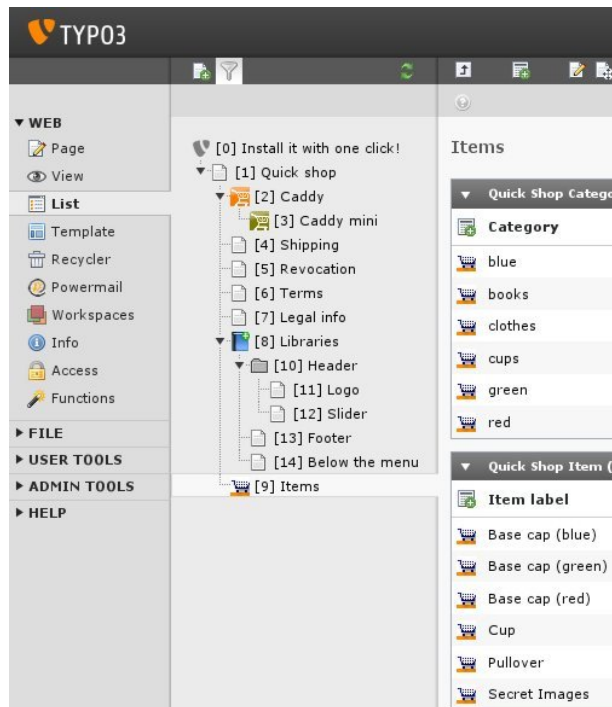 TYPO3
WEB
Page
View
List
Template
Recycler
Powermail
Workspaces
Info
Access
Functions
FILE
USER TOOLS
ADMIN TOOLS
HELP
[0] Install it with one click!
[1] Quick shop
[2] Caddy
[3] Caddy mini
[4] Shipping
[5] Revocation
[6] Terms
[7] Legal info
[8] Libraries
[10] Header
[11] Logo
[12] Slider
[13] Footer
[14] Below the menu
[9] Items
Items
Quick Shop Catego
Category
blue
books
clothes
cups
green
red
Quick Shop Item (
Item label
Base cap (blue)
Base cap (green)
Base cap (red)
Cup
Pullover
Secret Images